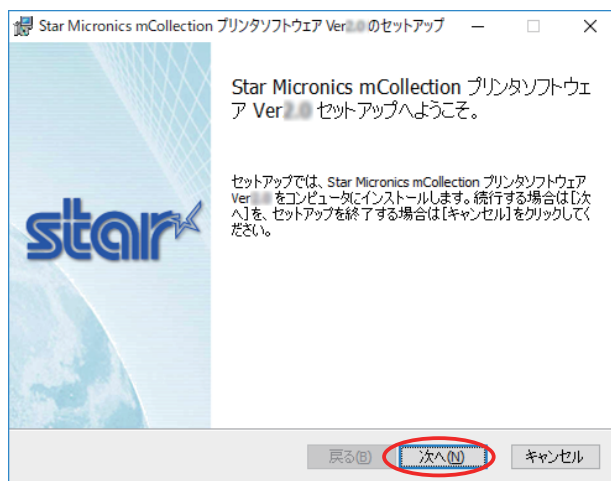 Star Micronics mCollection プリンタソフトウェア Ver のセットアップ
Star Micronics mCollection プリンタソフトウェ
ア Ver セットアップへようこそ。
セットアップでは、Star Micronics mCollection プリンタソフトウェア
Ver をコンピュータにインストールします。続行する場合は[次
へ]を、セットアップを終了する場合は[キャンセル]をクリックしてく
ださい。
star
戻る(B)
次へ(N)
キャンセル